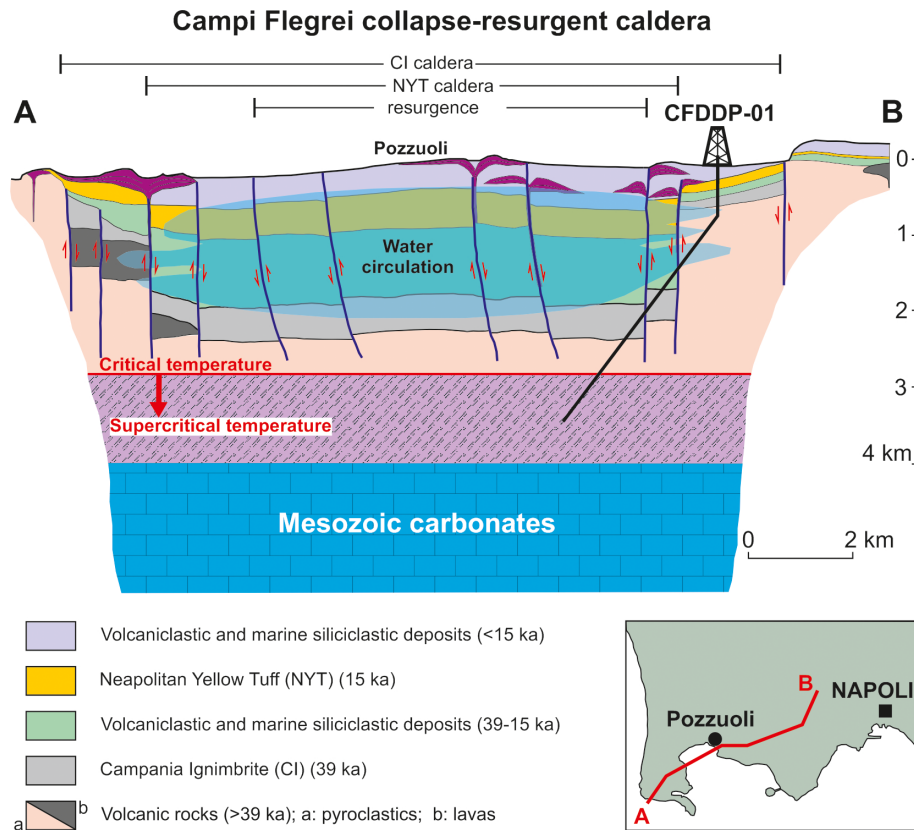 Campi Flegrei collapse-resurgent caldera
CI caldera
NYT caldera
resurgence
A
B
CFDDP-01
Pozzuoli
0
1
Water
circulation
2
Critical temperature
3
Supercritical temperature
4 km
Mesozoic carbonates
0 2 km
Volcaniclastic and marine siliciclastic deposits (<15 ka)
Neapolitan Yellow Tuff (NYT) (15 ka)
Volcaniclastic and marine siliciclastic deposits (39-15 ka)
Campania Ignimbrite (CI) (39 ka)
a b Volcanic rocks (>39 ka); a: pyroclastics; b: lavas
B
NAPOLI
Pozzuoli
A